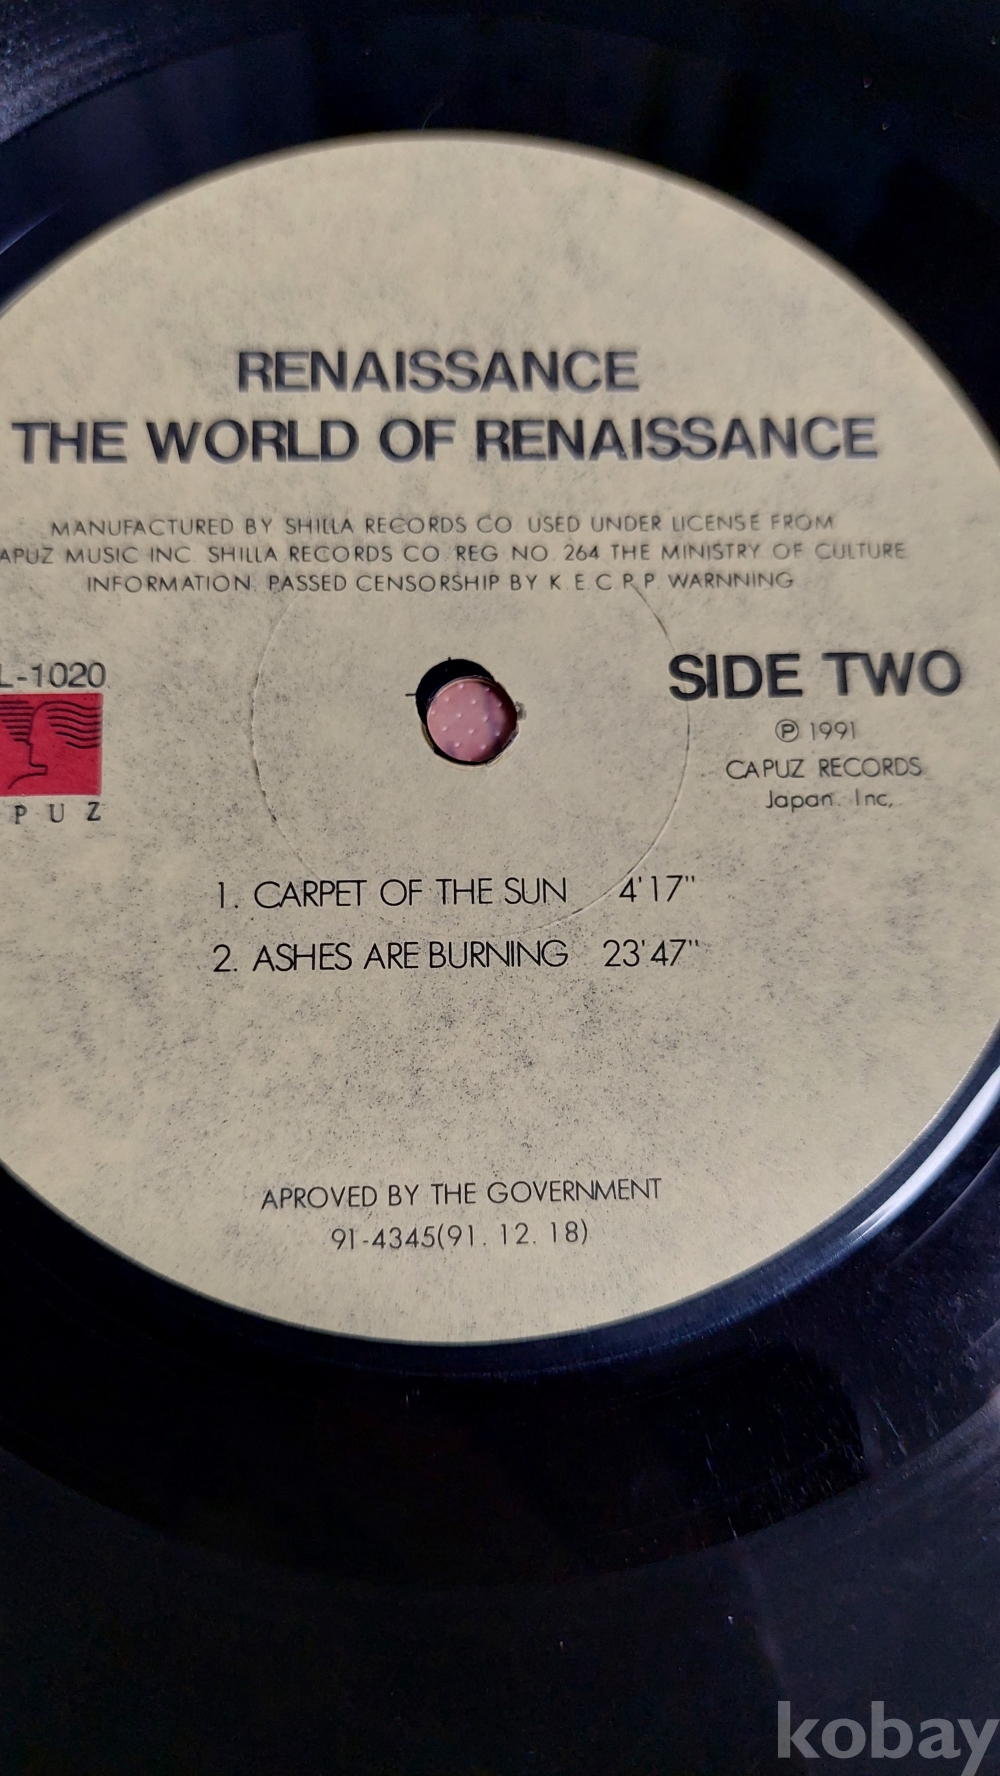 RENAISSANCE
THE WORLD OF RENAISSANCE
MANUFACTURED BY SHILLA RECORDS CO. USED UNDER LICENSE FROM
APUZ MUSIC INC. SHILLA RECORDS CO. REG NO. 264 THE MINISTRY OF CULTURE
INFORMATION. PASSED CENSORSHIP BY K.E.C.P.P. WARNNING
L-1020
SIDE TWO
Ⓟ 1991
CAPUZ RECORDS
Japan. Inc,
PUZ
1. CARPET OF THE SUN 4'17"
2. ASHES ARE BURNING 23'47"
APROVED BY THE GOVERNMENT
91-4345(91. 12. 18)
kobay